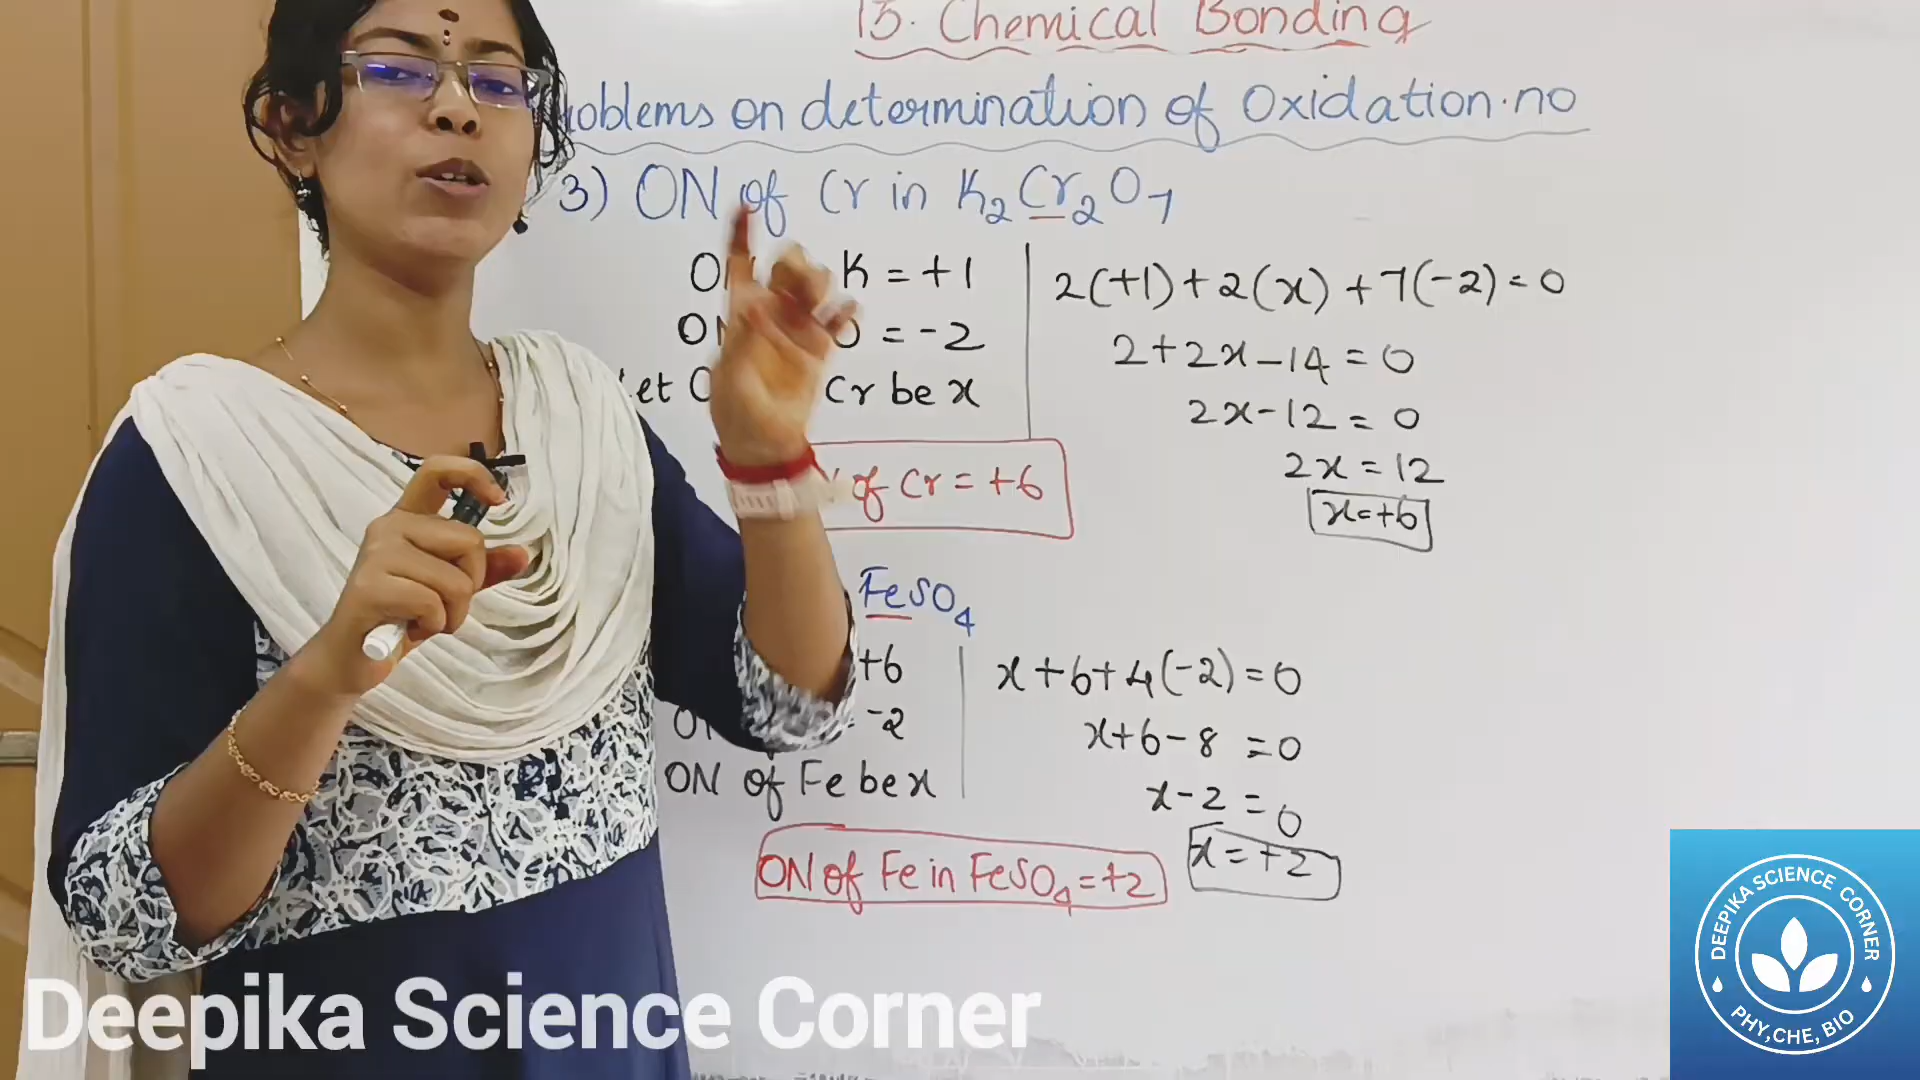 13. Chemical Bonding
roblems on determination of Oxidation.no
3) ON of Cr in K₂Cr₂O₇
K = +1
= -2
et Cr be x
of Cr = +6
2(+1)+2(x)+7(-2)=0
2+2x-14=0
2x-12=0
2x=12
x=+6
FeSO₄
+6
-2
ON of Fe be x
x+6+4(-2)=0
x+6-8=0
x-2=0
x=+2
ON of Fe in FeSO₄=+2
Deepika Science Corner
DEEPIKA SCIENCE CORNER
PHY,CHE, BIO